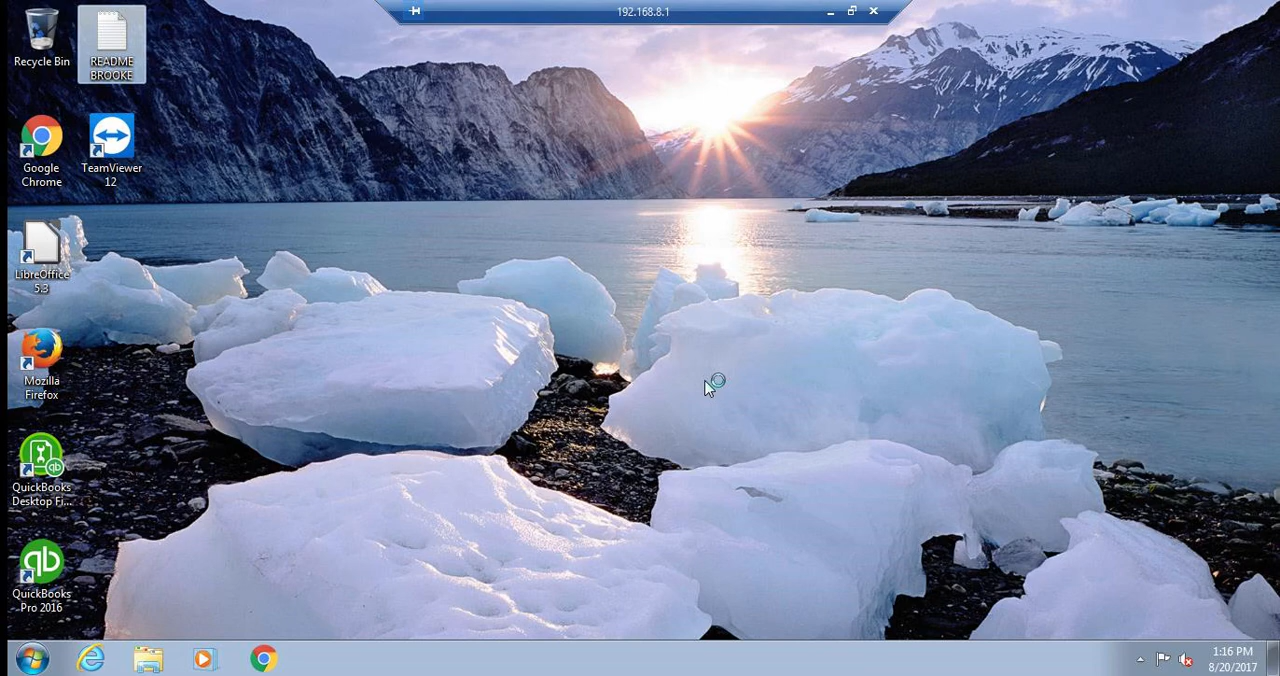 192.168.8.1
Recycle Bin
README
BROOKE
Google
Chrome
TeamViewer
12
LibreOffice
5.3
Mozilla
Firefox
QuickBooks
Desktop Fi...
QuickBooks
Pro 2016
1:16 PM
8/20/2017